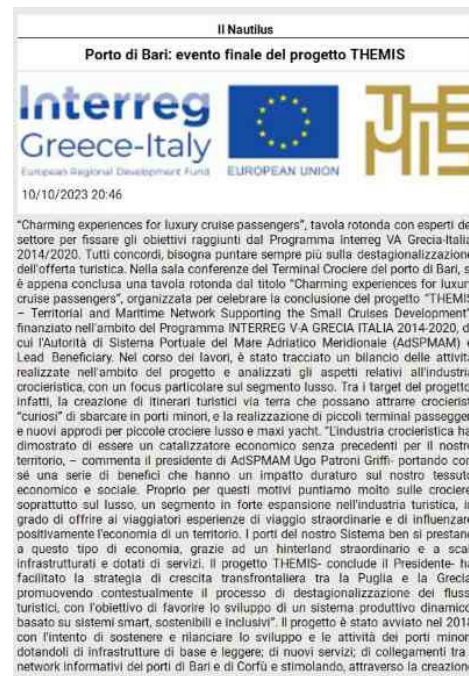 Il Nautilus
Porto di Bari: evento finale del progetto THEMIS
Interreg
Greece-Italy
European Regional Development Fund
EUROPEAN UNION
THEMIS
10/10/2023 20:46
"Charming experiences for luxury cruise passengers", tavola rotonda con esperti de
settore per fissare gli obiettivi raggiunti dal Programma Interreg VA Grecia-Italia
2014/2020. Tutti concordi, bisogna puntare sempre più sulla destagionalizzazione
dell'offerta turistica. Nella sala conferenze del Terminal Crociere del porto di Bari, s
è appena conclusa una tavola rotonda dal titolo "Charming experiences for luxury
cruise passengers", organizzata per celebrare la conclusione del progetto "THEMIS
– Territorial and Maritime Network Supporting the Small Cruises Development"
finanziato nell'ambito del Programma INTERREG V-A GRECIA ITALIA 2014-2020, d
cui l'Autorità di Sistema Portuale del Mare Adriatico Meridionale (AdSPMAM) è
Lead Beneficiary. Nel corso dei lavori, è stato tracciato un bilancio delle attività
realizzate nell'ambito del progetto e analizzati gli aspetti relativi all'industria
crocieristica, con un focus particolare sul segmento lusso. Tra i target del progetto
infatti, la creazione di itinerari turistici via terra che possano attrarre crocieristi
"curiosi" di sbarcare in porti minori, e la realizzazione di piccoli terminal passegger
e nuovi approdi per piccole crociere lusso e maxi yacht. "L'industria crocieristica ha
dimostrato di essere un catalizzatore economico senza precedenti per il nostro
territorio, – commenta il presidente di AdSPMAM Ugo Patroni Griffi- portando con
sé una serie di benefici che hanno un impatto duraturo sul nostro tessuto
economico e sociale. Proprio per questi motivi puntiamo molto sulle crociere
soprattutto sul lusso, un segmento in forte espansione nell'industria turistica, in
grado di offrire ai viaggiatori esperienze di viaggio straordinarie e di influenzare
positivamente l'economia di un territorio. I porti del nostro Sistema ben si prestano
a questo tipo di economia, grazie ad un hinterland straordinario e a scal
infrastrutturati e dotati di servizi. Il progetto THEMIS- conclude il Presidente- ha
facilitato la strategia di crescita transfrontaliera tra la Puglia e la Grecia
promuovendo contestualmente il processo di destagionalizzazione dei fluss
turistici, con l'obiettivo di favorire lo sviluppo di un sistema produttivo dinamico
basato su sistemi smart, sostenibili e inclusivi". Il progetto è stato avviato nel 2018
con l'intento di sostenere e rilanciare lo sviluppo e le attività dei porti minor
dotandoli di infrastrutture di base e leggere; di nuovi servizi; di collegamenti tra
network informativi dei porti di Bari e di Corfù e stimolando, attraverso la creazione